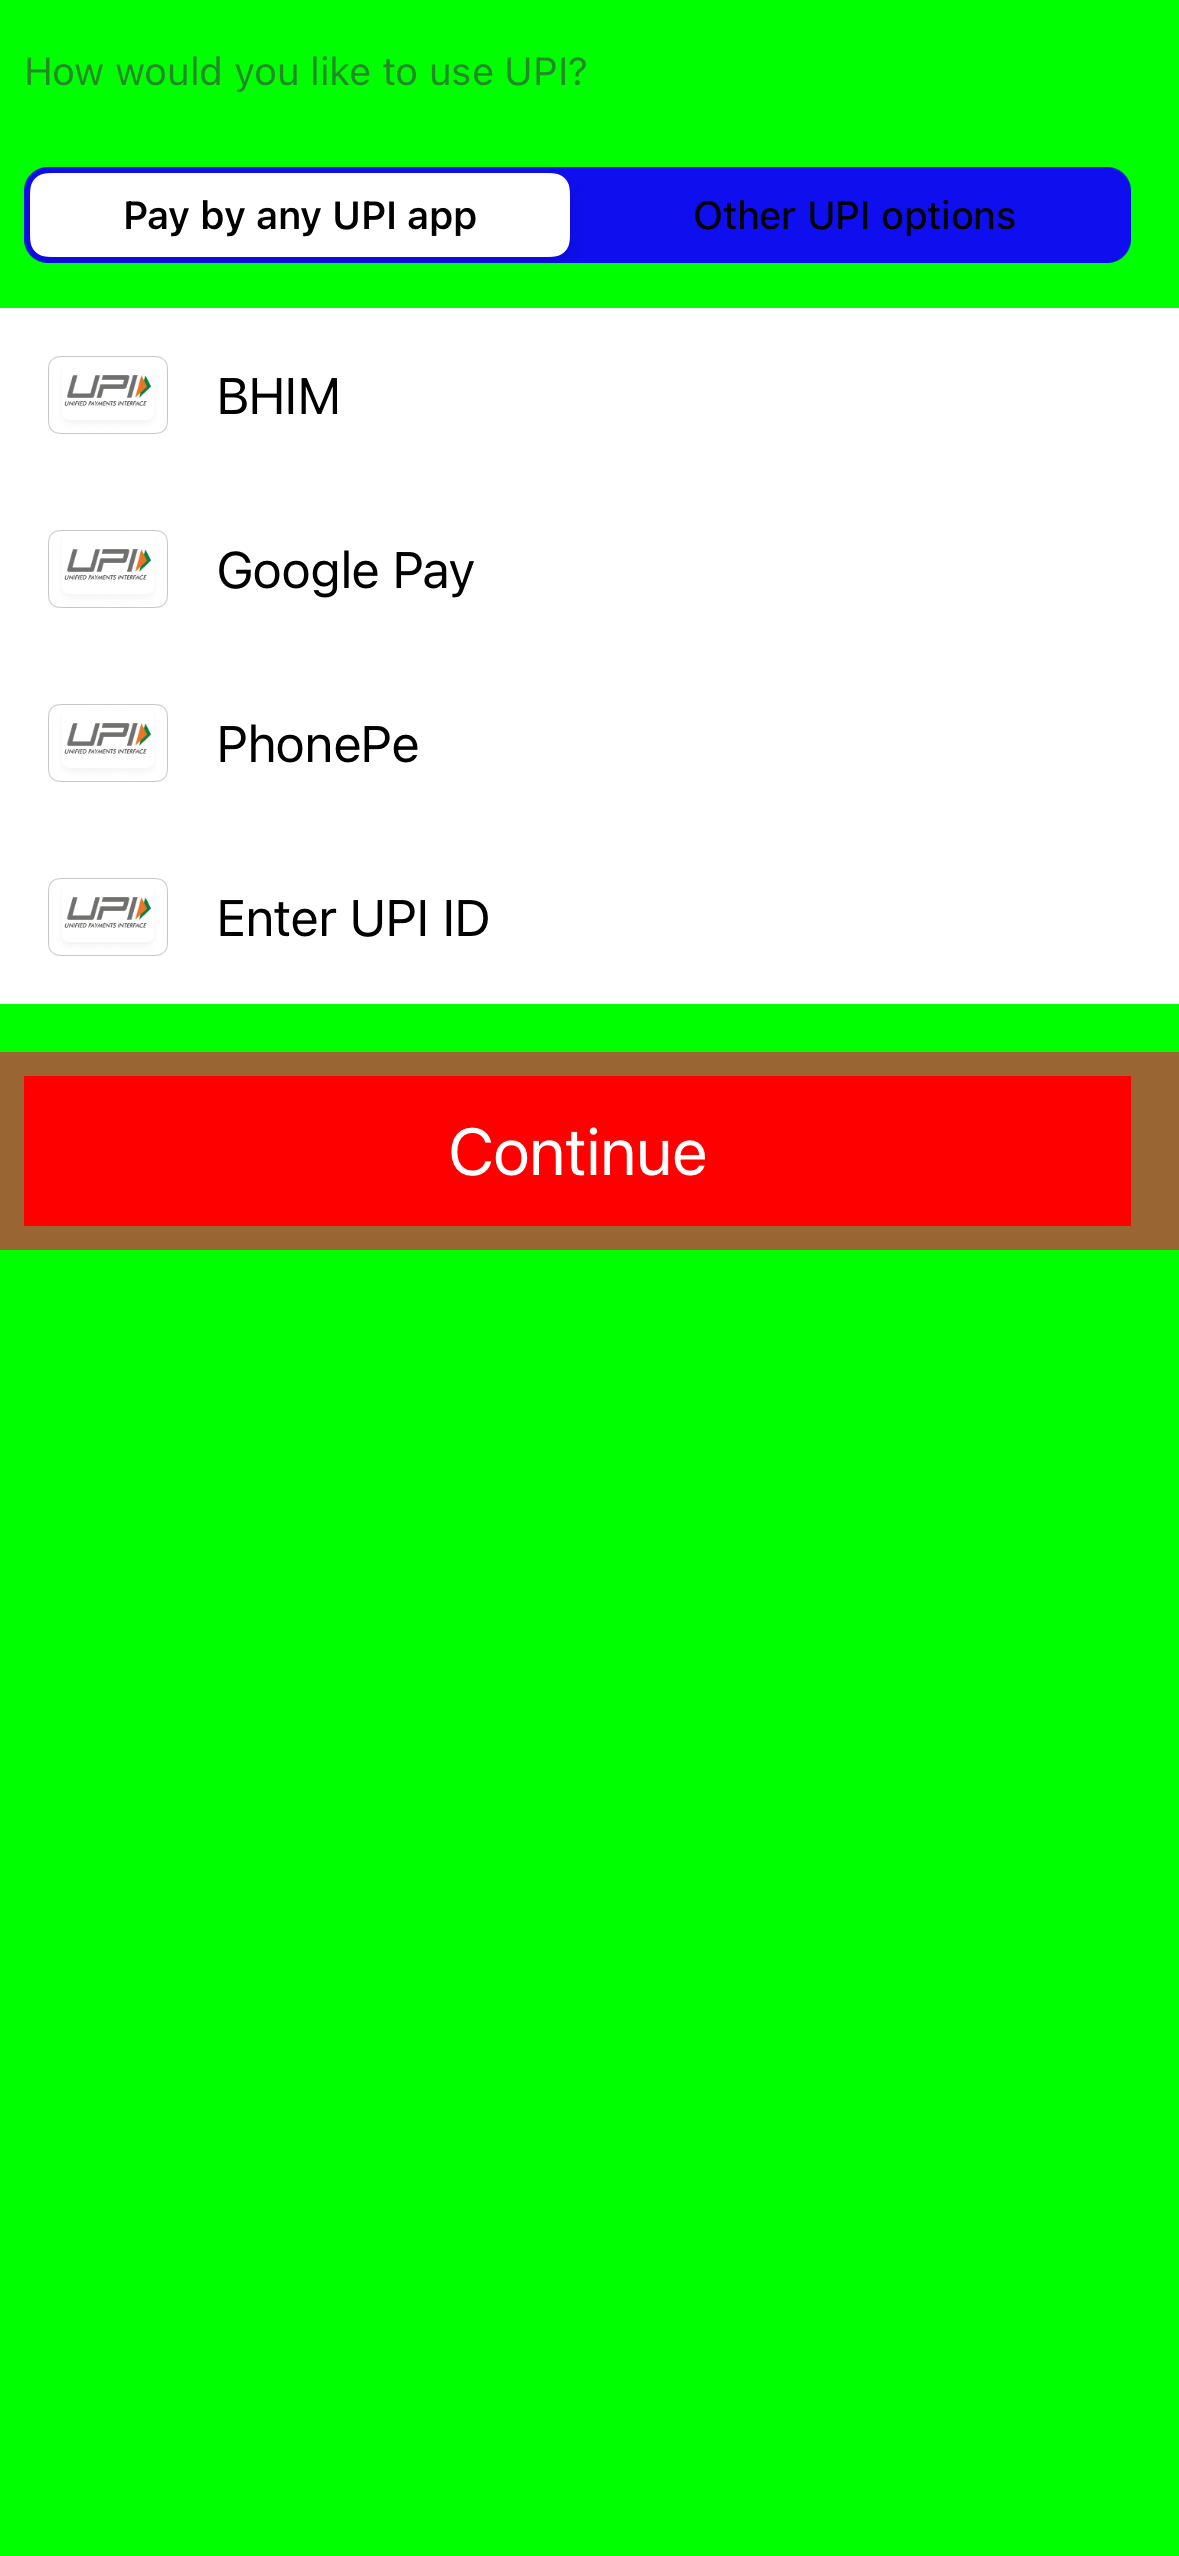 How would you like to use UPI?
Pay by any UPI app
Other UPI options
UPI
UNIFIED PAYMENTS INTERFACE
BHIM
UPI
UNIFIED PAYMENTS INTERFACE
Google Pay
UPI
UNIFIED PAYMENTS INTERFACE
PhonePe
UPI
UNIFIED PAYMENTS INTERFACE
Enter UPI ID
Continue